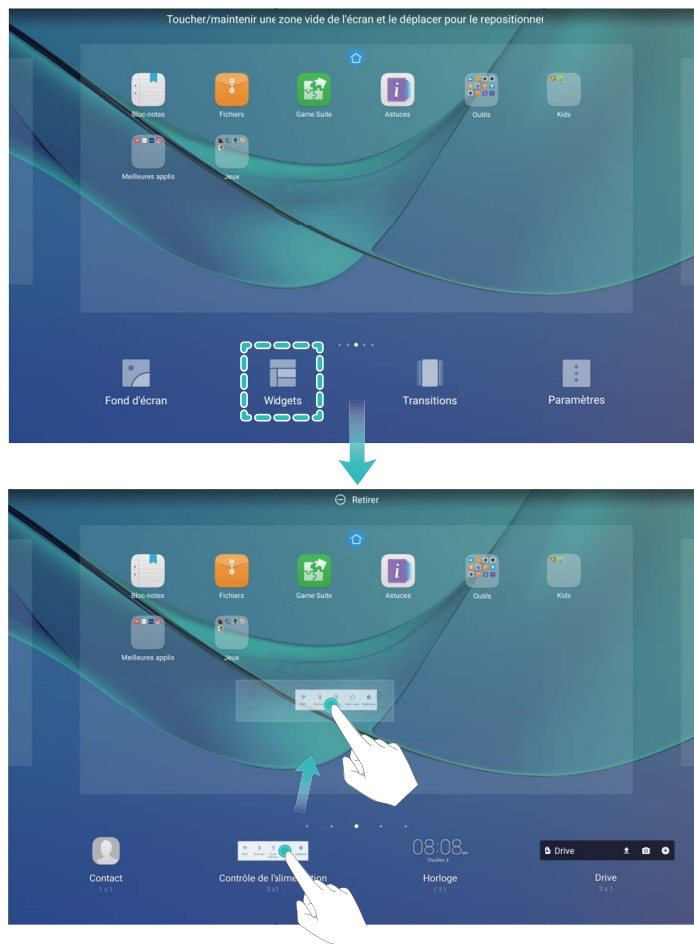 Toucher/maintenir une zone vide de l'écran et le déplacer pour le repositionner
Bloc-notes Fichiers Game Suite Astuces Outils Kids
Meilleures applis Jeux
Fond d'écran Widgets Transitions Paramètres
Retirer
Bloc-notes Fichiers Game Suite Astuces Outils Kids
Meilleures applis Jeux
08:08
Drive
Contact Contrôle de l'alimentation Horloge Drive
1 x 1 3 x1 ( 3 ) 3 x 1